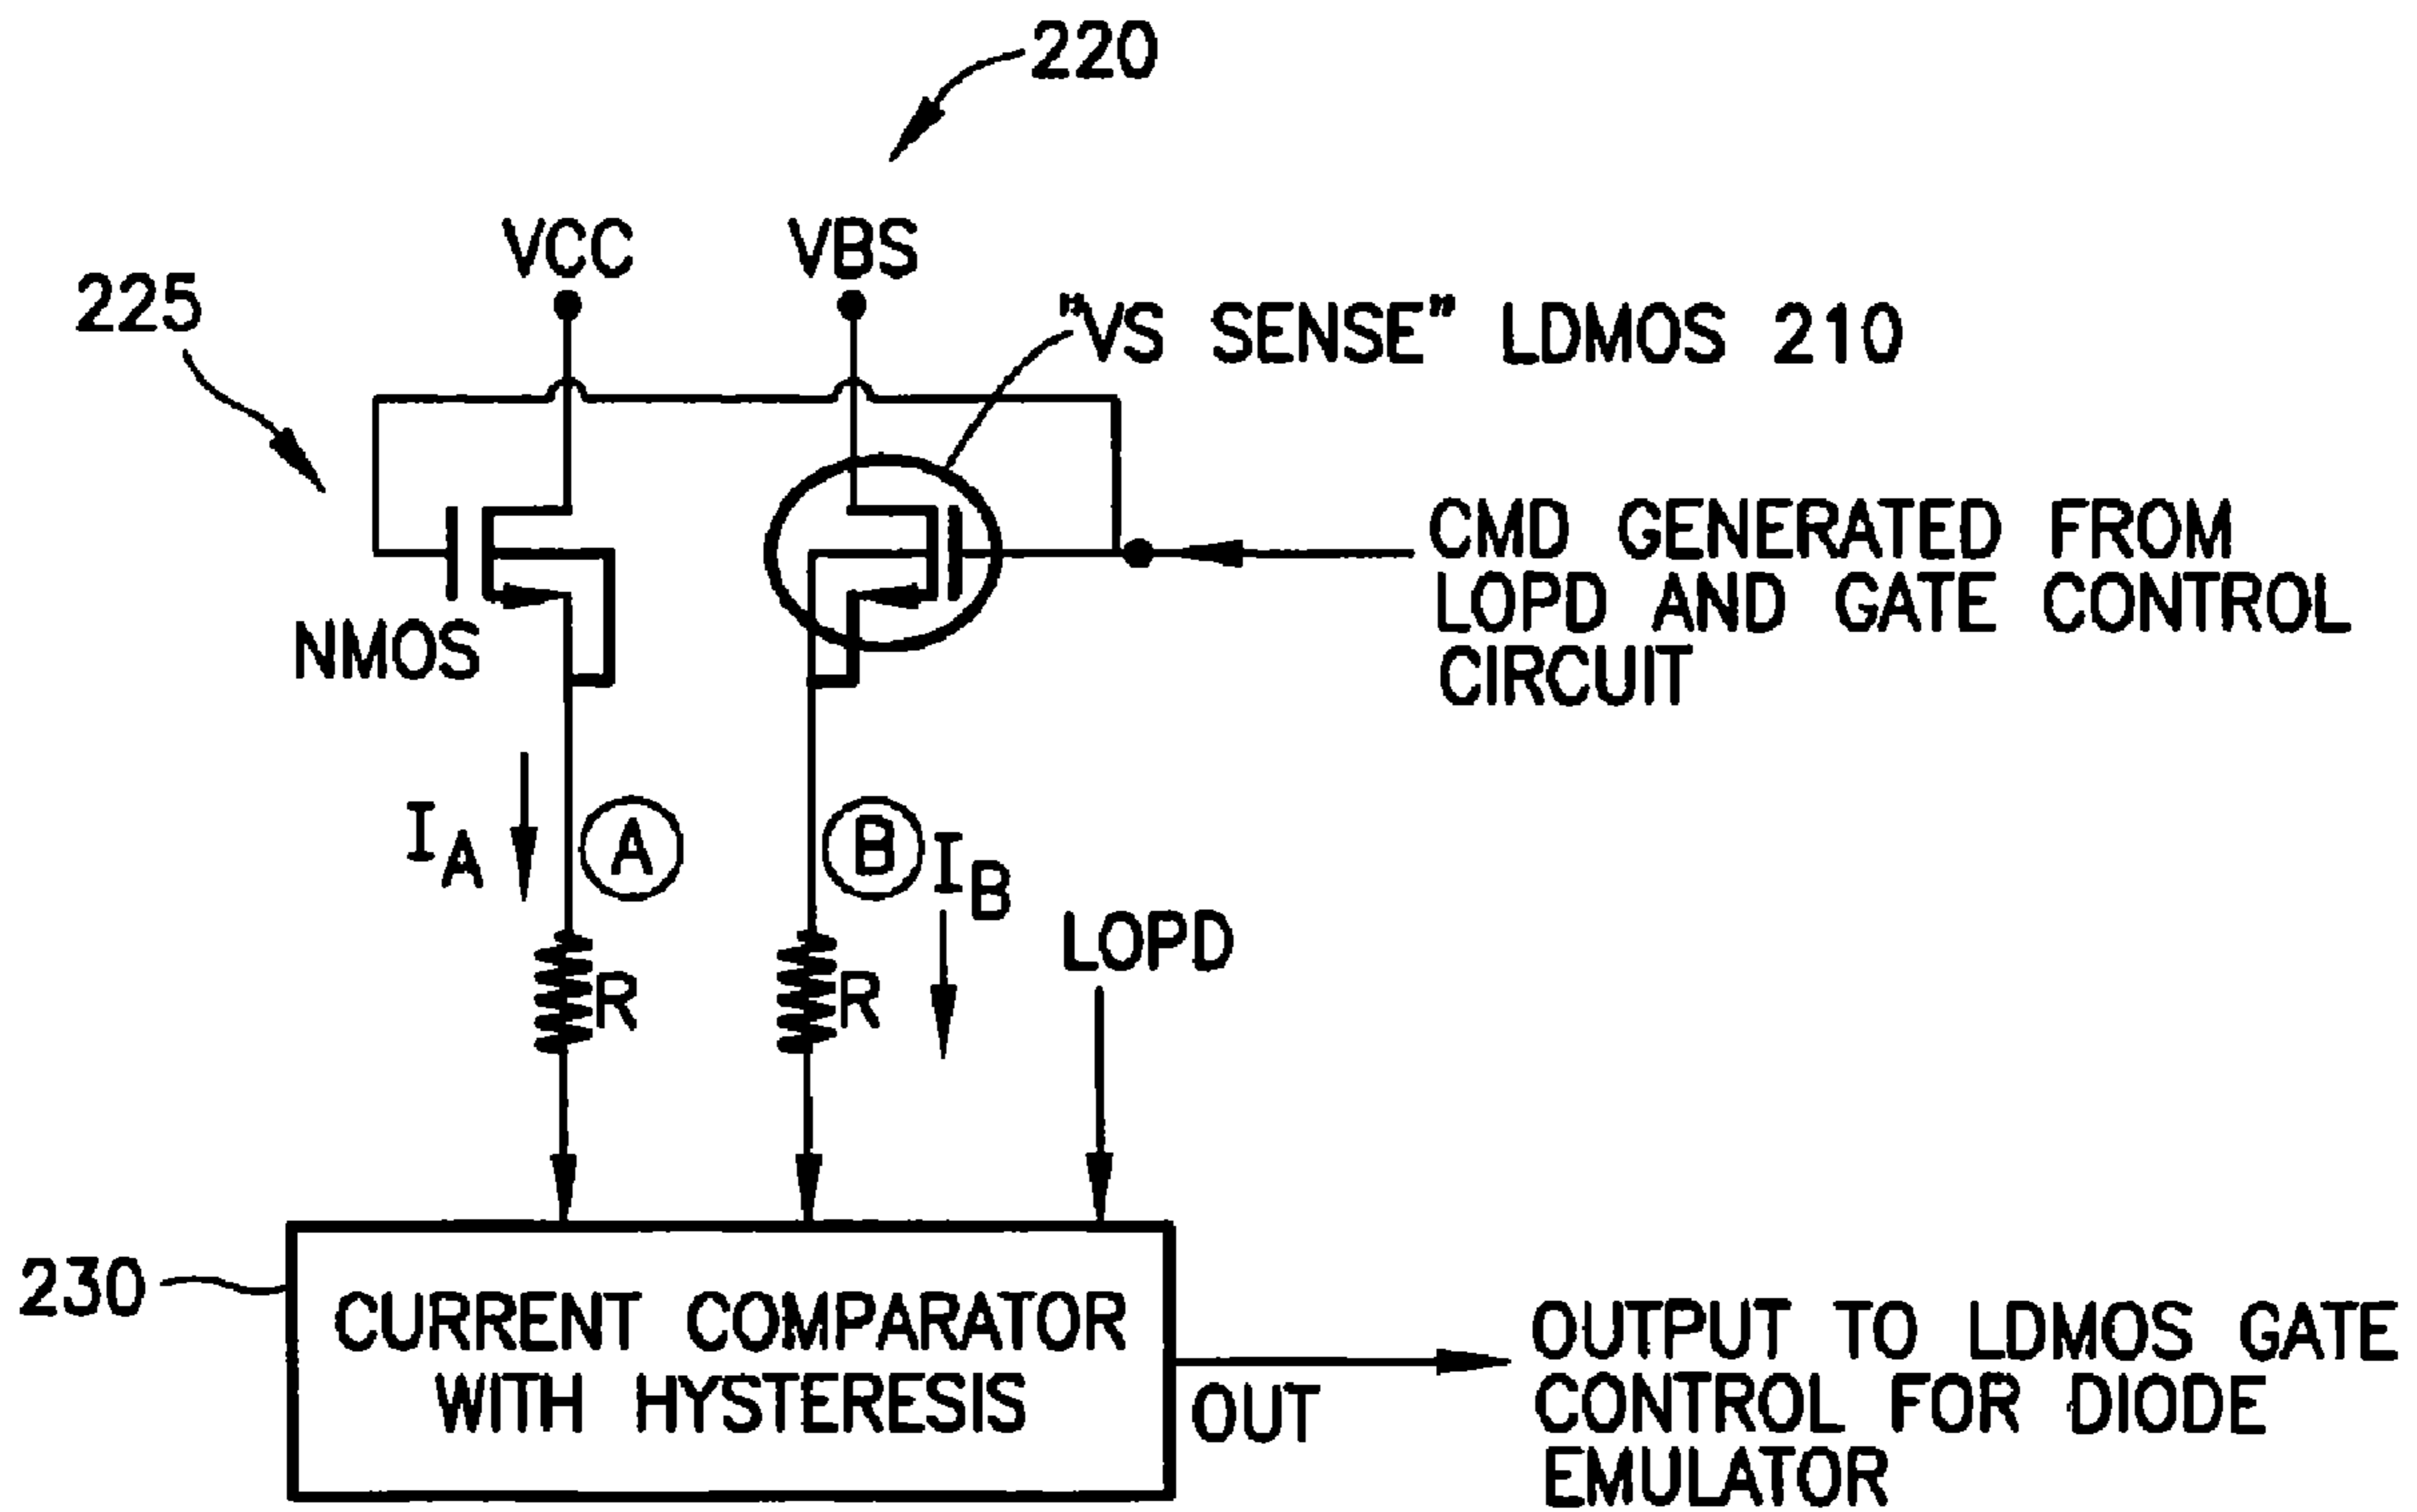 220
VCC
VBS
225
"VS SENSE" LDMOS 210
CMD GENERATED FROM
LOPD AND GATE CONTROL
CIRCUIT
NMOS
IA
A
B
IB
LOPD
R
R
230
CURRENT COMPARATOR
WITH HYSTERESIS
OUT
OUTPUT TO LDMOS GATE
CONTROL FOR DIODE
EMULATOR